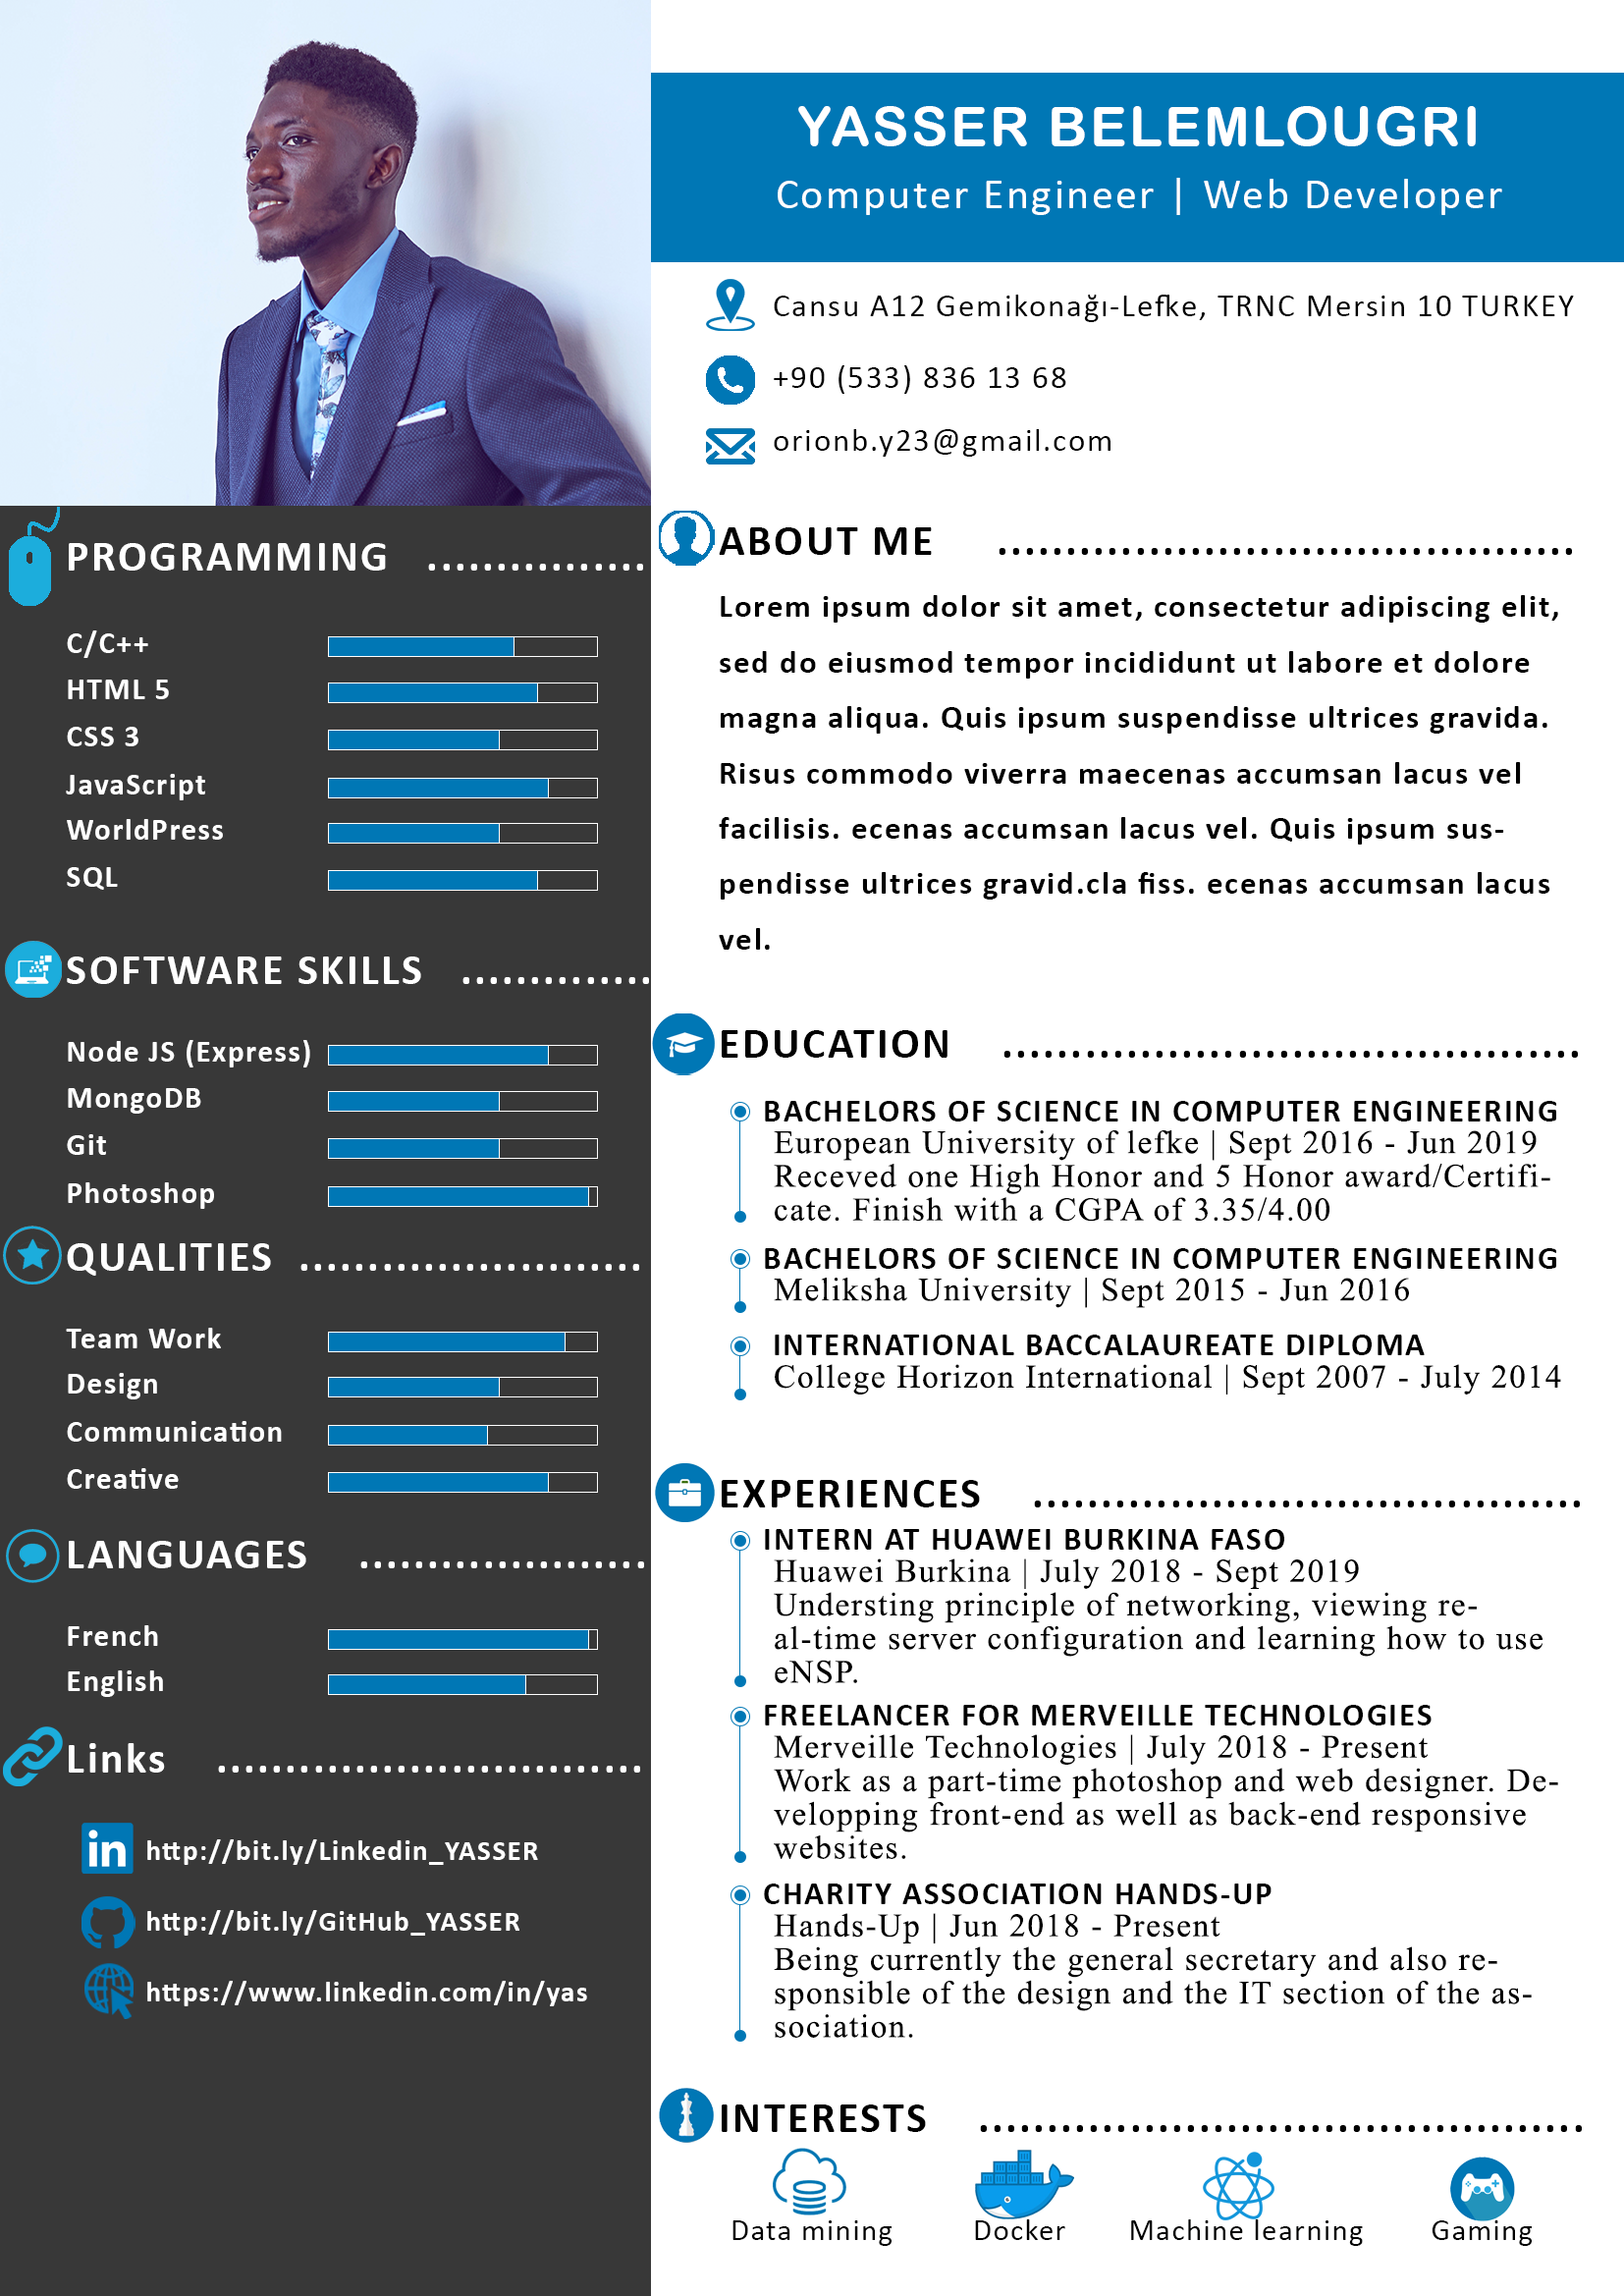 YASSER BELEMLOUGRI
Computer Engineer | Web Developer
Cansu A12 Gemikonağı-Lefke, TRNC Mersin 10 TURKEY
+90 (533) 836 13 68
orionb.y23@gmail.com
PROGRAMMING
C/C++
HTML 5
CSS 3
JavaScript
WorldPress
SQL
SOFTWARE SKILLS
Node JS (Express)
MongoDB
Git
Photoshop
QUALITIES
Team Work
Design
Communication
Creative
LANGUAGES
French
English
Links
in
http://bit.ly/Linkedin_YASSER
http://bit.ly/GitHub_YASSER
https://www.linkedin.com/in/yas
ABOUT ME
Lorem ipsum dolor sit amet, consectetur adipiscing elit,
sed do eiusmod tempor incididunt ut labore et dolore
magna aliqua. Quis ipsum suspendisse ultrices gravida.
Risus commodo viverra maecenas accumsan lacus vel
facilisis. ecenas accumsan lacus vel. Quis ipsum sus-
pendisse ultrices gravid.cla fiss. ecenas accumsan lacus
vel.
EDUCATION
BACHELORS OF SCIENCE IN COMPUTER ENGINEERING
European University of lefke | Sept 2016 - Jun 2019
Receved one High Honor and 5 Honor award/Certifi-
cate. Finish with a CGPA of 3.35/4.00
BACHELORS OF SCIENCE IN COMPUTER ENGINEERING
Meliksha University | Sept 2015 - Jun 2016
INTERNATIONAL BACCALAUREATE DIPLOMA
College Horizon International | Sept 2007 - July 2014
EXPERIENCES
INTERN AT HUAWEI BURKINA FASO
Huawei Burkina | July 2018 - Sept 2019
Understing principle of networking, viewing re-
al-time server configuration and learning how to use
eNSP.
FREELANCER FOR MERVEILLE TECHNOLOGIES
Merveille Technologies | July 2018 - Present
Work as a part-time photoshop and web designer. De-
velopping front-end as well as back-end responsive
websites.
CHARITY ASSOCIATION HANDS-UP
Hands-Up | Jun 2018 - Present
Being currently the general secretary and also re-
sponsible of the design and the IT section of the as-
sociation.
INTERESTS
Data mining
Docker
Machine learning
Gaming